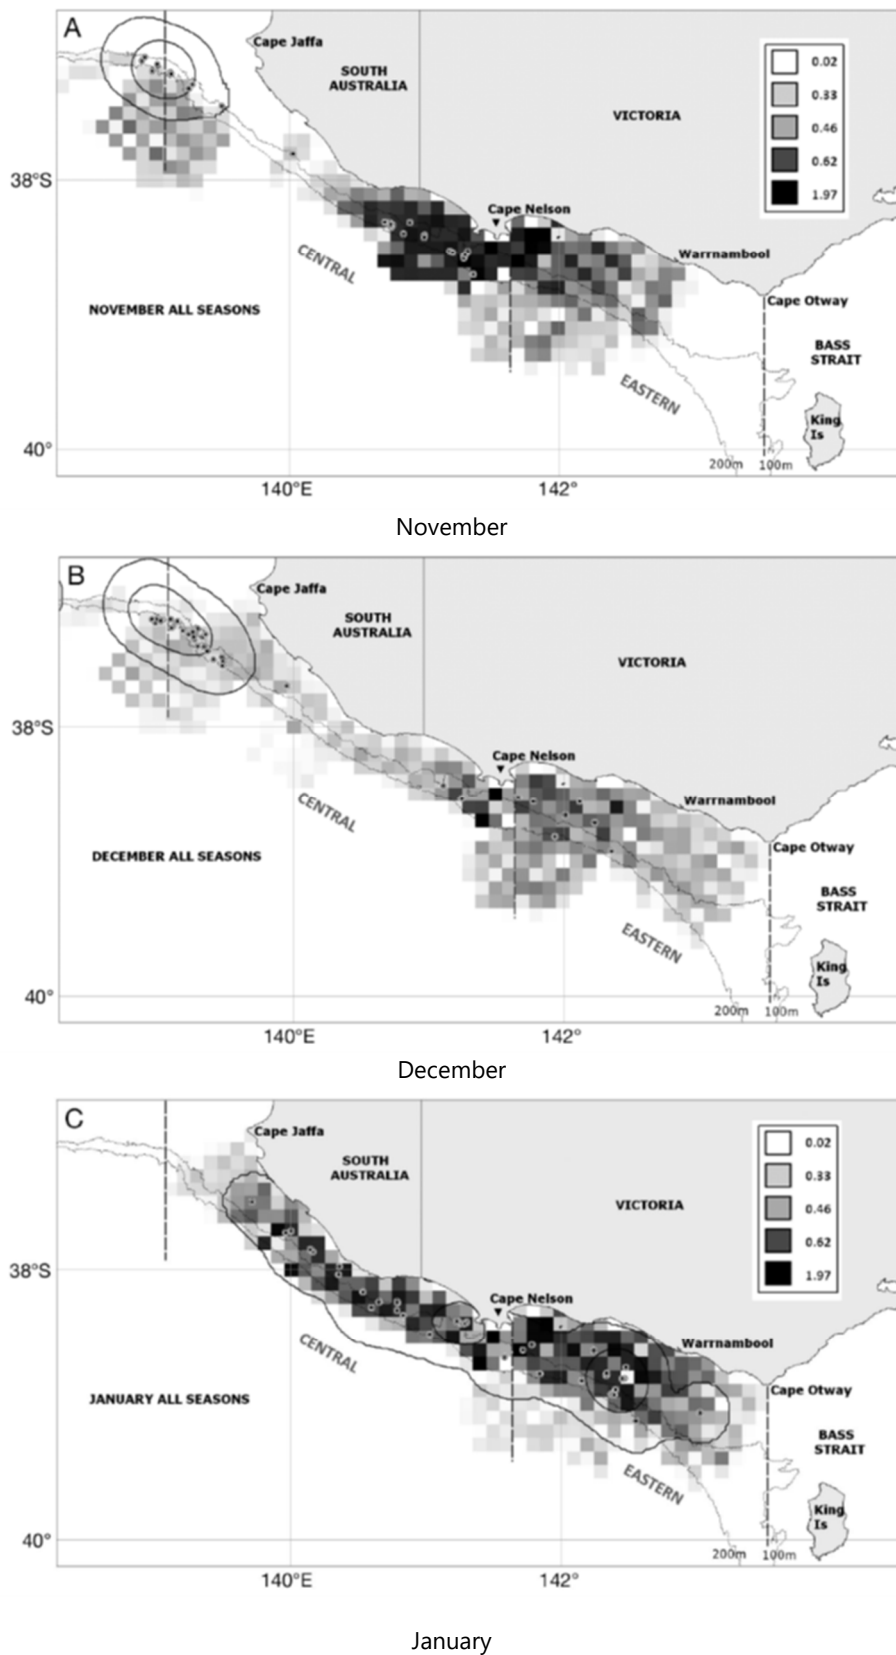 A
Cape Jaffa
SOUTH
AUSTRALIA
VICTORIA
0.02
0.33
0.46
0.62
1.97
38°S
Cape Nelson
Warrnambool
CENTRAL
Cape Otway
NOVEMBER ALL SEASONS
BASS
STRAIT
EASTERN
King
Is
40°
200m
100m
140°E
142°
November
B
Cape Jaffa
SOUTH
AUSTRALIA
VICTORIA
38°S
Cape Nelson
Warrnambool
CENTRAL
Cape Otway
DECEMBER ALL SEASONS
BASS
STRAIT
EASTERN
King
Is
40°
200m
100m
140°E
142°
December
C
Cape Jaffa
SOUTH
AUSTRALIA
VICTORIA
0.02
0.33
0.46
0.62
1.97
38°S
Cape Nelson
Warrnambool
CENTRAL
Cape Otway
JANUARY ALL SEASONS
BASS
STRAIT
EASTERN
King
Is
40°
200m
100m
140°E
142°
January